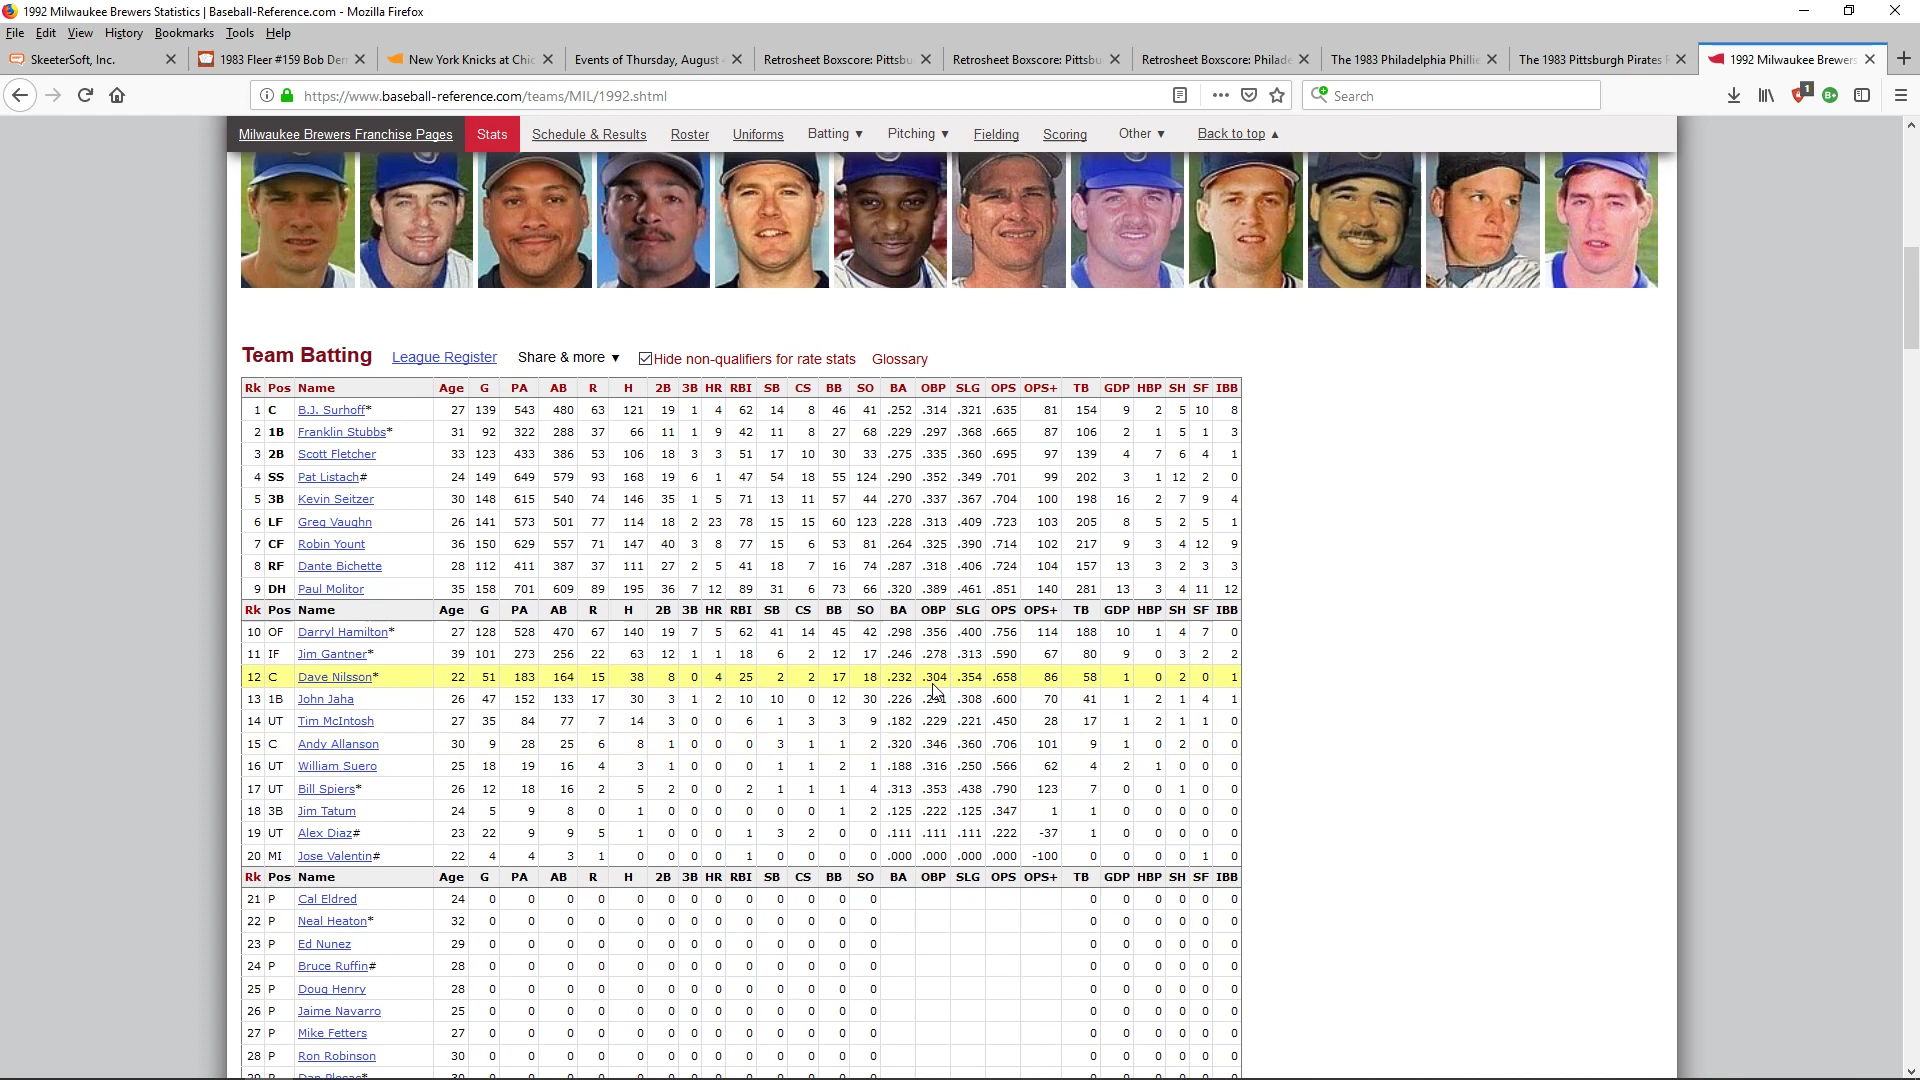 1992 Milwaukee Brewers Statistics | Baseball-Reference.com - Mozilla Firefox
File Edit View History Bookmarks Tools Help
SkeeterSoft, Inc. 1983 Fleer #159 Bob Der New York Knicks at Chic Events of Thursday, August Retrosheet Boxscore: Pittsbu Retrosheet Boxscore: Pittsbu Retrosheet Boxscore: Philade The 1983 Philadelphia Phillie The 1983 Pittsburgh Pirates 1992 Milwaukee Brewers
https://www.baseball-reference.com/teams/MIL/1992.shtml Search 1 B+
Milwaukee Brewers Franchise Pages Stats Schedule & Results Roster Uniforms Batting ▼ Pitching ▼ Fielding Scoring Other ▼ Back to top ▲
Team Batting League Register Share & more ▼ Hide non-qualifiers for rate stats Glossary
Rk Pos Name Age G PA AB R H 2B 3B HR RBI SB CS BB SO BA OBP SLG OPS OPS+ TB GDP HBP SH SF IBB
1 C B.J. Surhoff* 27 139 543 480 63 121 19 1 4 62 14 8 46 41 .252 .314 .321 .635 81 154 9 2 5 10 8
2 1B Franklin Stubbs* 31 92 322 288 37 66 11 1 9 42 11 8 27 68 .229 .297 .368 .665 87 106 2 1 5 1 3
3 2B Scott Fletcher 33 123 433 386 53 106 18 3 3 51 17 10 30 33 .275 .335 .360 .695 97 139 4 7 6 4 1
4 SS Pat Listach# 24 149 649 579 93 168 19 6 1 47 54 18 55 124 .290 .352 .349 .701 99 202 3 1 12 2 0
5 3B Kevin Seitzer 30 148 615 540 74 146 35 1 5 71 13 11 57 44 .270 .337 .367 .704 100 198 16 2 7 9 4
6 LF Greg Vaughn 26 141 573 501 77 114 18 2 23 78 15 15 60 123 .228 .313 .409 .723 103 205 8 5 2 5 1
7 CF Robin Yount 36 150 629 557 71 147 40 3 8 77 15 6 53 81 .264 .325 .390 .714 102 217 9 3 4 12 9
8 RF Dante Bichette 28 112 411 387 37 111 27 2 5 41 18 7 16 74 .287 .318 .406 .724 104 157 13 3 2 3 3
9 DH Paul Molitor 35 158 701 609 89 195 36 7 12 89 31 6 73 66 .320 .389 .461 .851 140 281 13 3 4 11 12
Rk Pos Name Age G PA AB R H 2B 3B HR RBI SB CS BB SO BA OBP SLG OPS OPS+ TB GDP HBP SH SF IBB
10 OF Darryl Hamilton* 27 128 528 470 67 140 19 7 5 62 41 14 45 42 .298 .356 .400 .756 114 188 10 1 4 7 0
11 IF Jim Gantner* 39 101 273 256 22 63 12 1 1 18 6 2 12 17 .246 .278 .313 .590 67 80 9 0 3 2 2
12 C Dave Nilsson* 22 51 183 164 15 38 8 0 4 25 2 2 17 18 .232 .304 .354 .658 86 58 1 0 2 0 1
13 1B John Jaha 26 47 152 133 17 30 3 1 2 10 10 0 12 30 .226 .308 .600 70 41 1 2 1 4 1
14 UT Tim McIntosh 27 35 84 77 7 14 3 0 0 6 1 3 3 9 .182 .229 .221 .450 28 17 1 2 1 1 0
15 C Andy Allanson 30 9 28 25 6 8 1 0 0 0 3 1 1 2 .320 .346 .360 .706 101 9 1 0 2 0 0
16 UT William Suero 25 18 19 16 4 3 1 0 0 0 1 1 2 1 .188 .316 .250 .566 62 4 2 1 0 0 0
17 UT Bill Spiers* 26 12 18 16 2 5 2 0 0 2 1 1 1 4 .313 .353 .438 .790 123 7 0 0 1 0 0
18 3B Jim Tatum 24 5 9 8 0 1 0 0 0 0 0 0 1 2 .125 .222 .125 .347 1 1 0 0 0 0 0
19 UT Alex Diaz# 23 22 9 9 5 1 0 0 0 1 3 2 0 0 .111 .111 .111 .222 -37 1 0 0 0 0 0
20 MI Jose Valentin# 22 4 4 3 1 0 0 0 0 1 0 0 0 0 .000 .000 .000 .000 -100 0 0 0 0 1 0
Rk Pos Name Age G PA AB R H 2B 3B HR RBI SB CS BB SO BA OBP SLG OPS OPS+ TB GDP HBP SH SF IBB
21 P Cal Eldred 24 0 0 0 0 0 0 0 0 0 0 0 0 0 0 0 0 0 0 0
22 P Neal Heaton* 32 0 0 0 0 0 0 0 0 0 0 0 0 0 0 0 0 0 0 0
23 P Ed Nunez 29 0 0 0 0 0 0 0 0 0 0 0 0 0 0 0 0 0 0 0
24 P Bruce Ruffin# 28 0 0 0 0 0 0 0 0 0 0 0 0 0 0 0 0 0 0 0
25 P Doug Henry 28 0 0 0 0 0 0 0 0 0 0 0 0 0 0 0 0 0 0 0
26 P Jaime Navarro 25 0 0 0 0 0 0 0 0 0 0 0 0 0 0 0 0 0 0 0
27 P Mike Fetters 27 0 0 0 0 0 0 0 0 0 0 0 0 0 0 0 0 0 0 0
28 P Ron Robinson 30 0 0 0 0 0 0 0 0 0 0 0 0 0 0 0 0 0 0 0